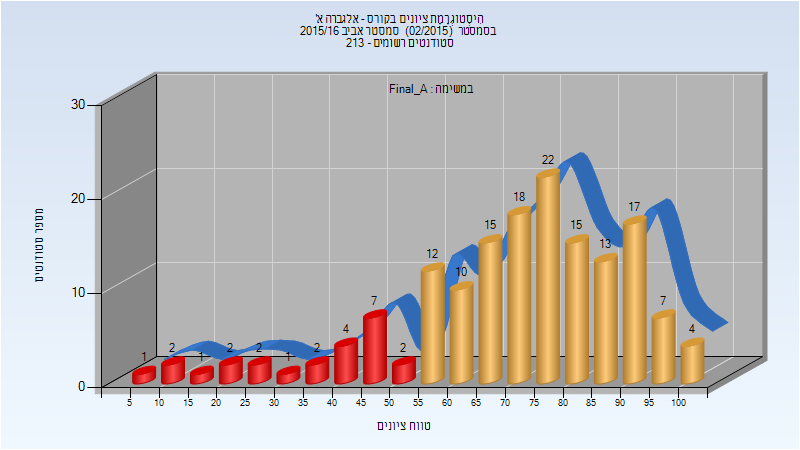 היסטוגרמת ציונים בקורס - אלגברה א'
בסמסטר (02/2015) סמסטר אביב 2015/16
סטודנטים רשומים - 213
במשימה : Final_A
מספר סטודנטים
30
20
10
0
1 2 1 2 2 1 2 4 7 2 12 10 15 18 22 15 13 17 7 4
5 10 15 20 25 30 35 40 45 50 55 60 65 70 75 80 85 90 95 100
טווח ציונים